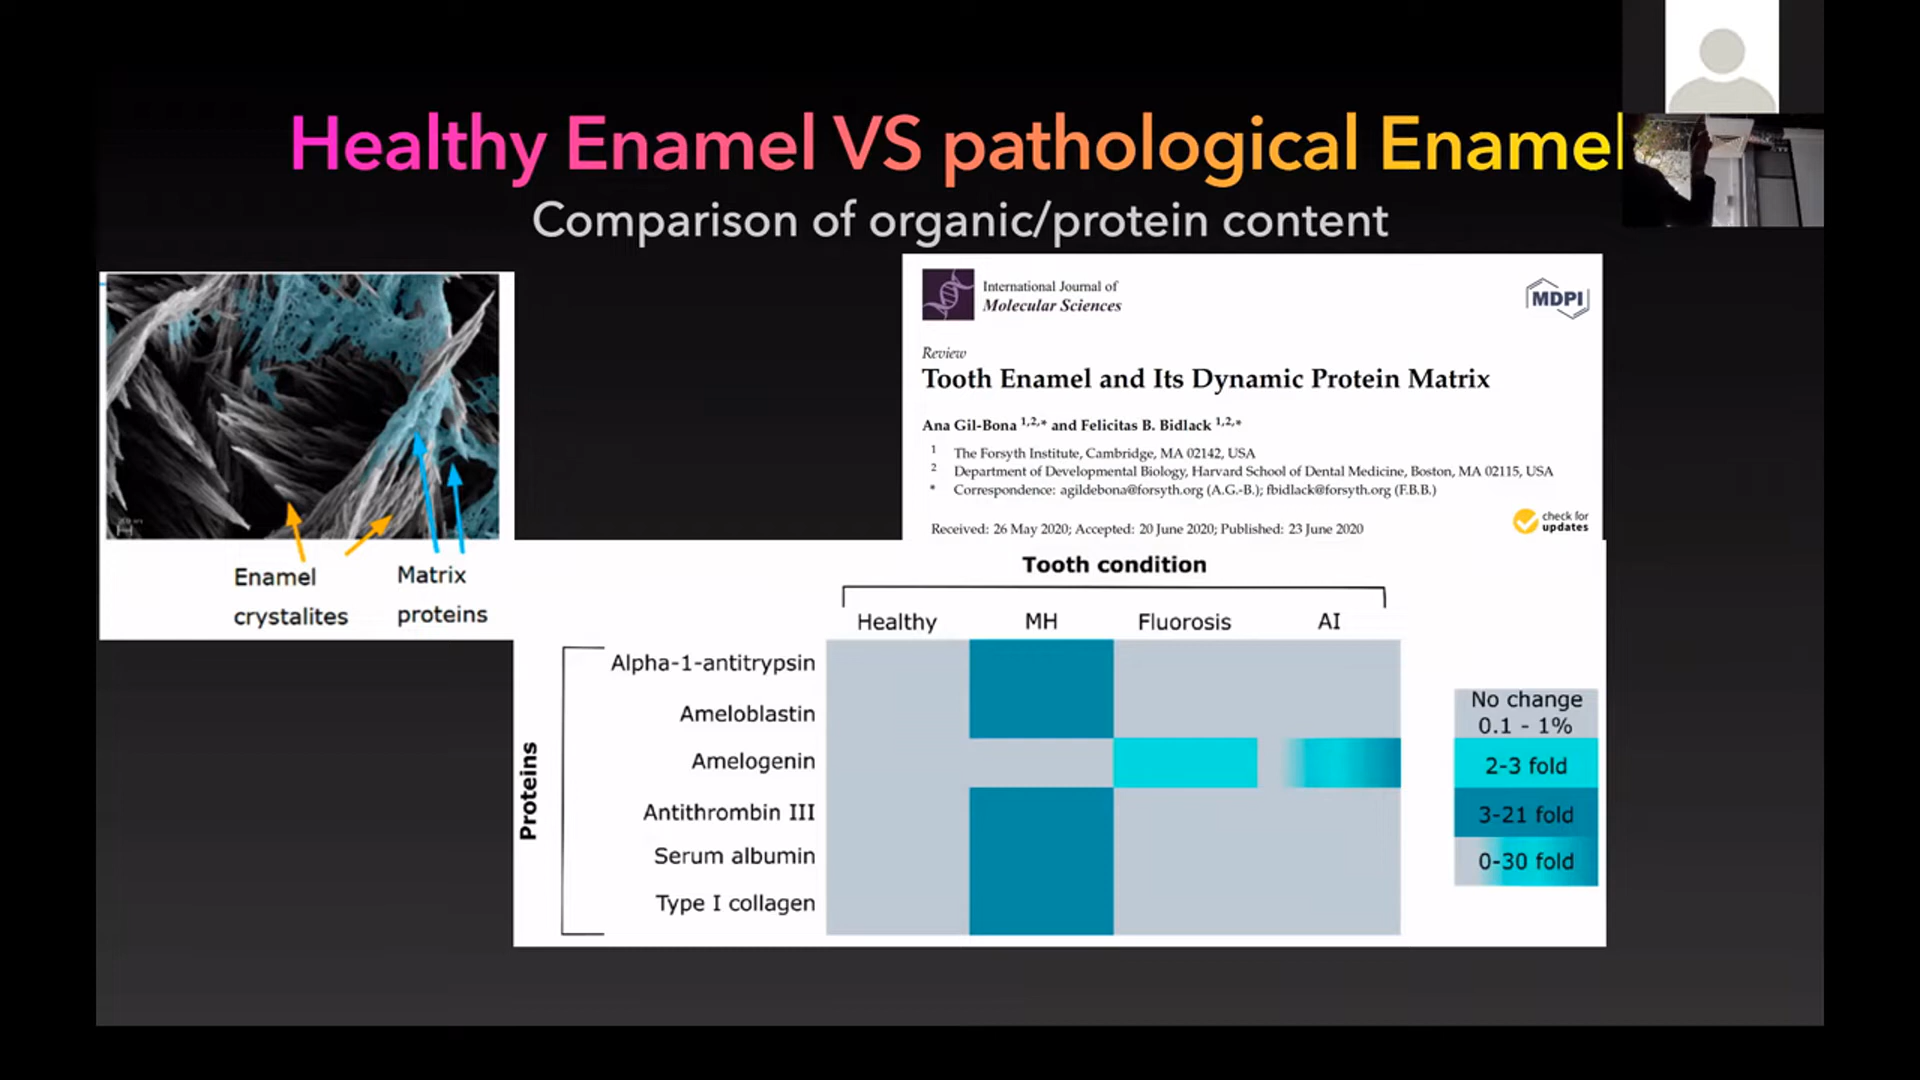 Healthy Enamel VS pathological Enamel
Comparison of organic/protein content
Enamel
crystalites
Matrix
proteins
International Journal of
Molecular Sciences
MDPI
Review
Tooth Enamel and Its Dynamic Protein Matrix
Ana Gil-Bona 1,2,* and Felicitas B. Bidlack 1,2,*
1 The Forsyth Institute, Cambridge, MA 02142, USA
2 Department of Developmental Biology, Harvard School of Dental Medicine, Boston, MA 02115, USA
* Correspondence: agildebona@forsyth.org (A.G.-B.); fbidlack@forsyth.org (F.B.B.)
Received: 26 May 2020; Accepted: 20 June 2020; Published: 23 June 2020
check for
updates
Tooth condition
Healthy MH Fluorosis AI
Proteins
Alpha-1-antitrypsin
Ameloblastin
Amelogenin
Antithrombin III
Serum albumin
Type I collagen
No change
0.1 - 1%
2-3 fold
3-21 fold
0-30 fold